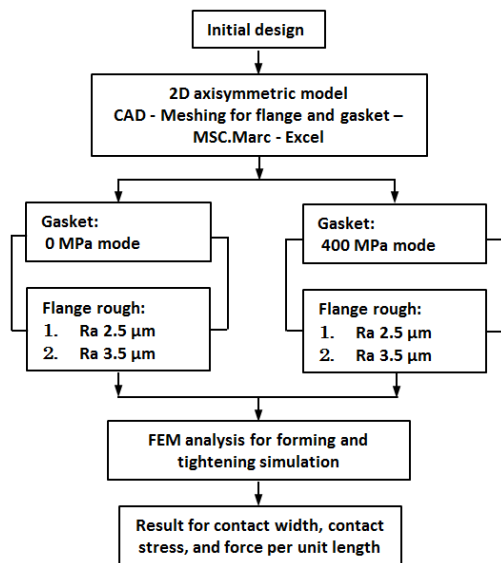 Initial design
2D axisymmetric model
CAD - Meshing for flange and gasket –
MSC.Marc - Excel
Gasket:
0 MPa mode
Gasket:
400 MPa mode
Flange rough:
1. Ra 2.5 μm
2. Ra 3.5 μm
Flange rough:
1. Ra 2.5 μm
2. Ra 3.5 μm
FEM analysis for forming and
tightening simulation
Result for contact width, contact
stress, and force per unit length